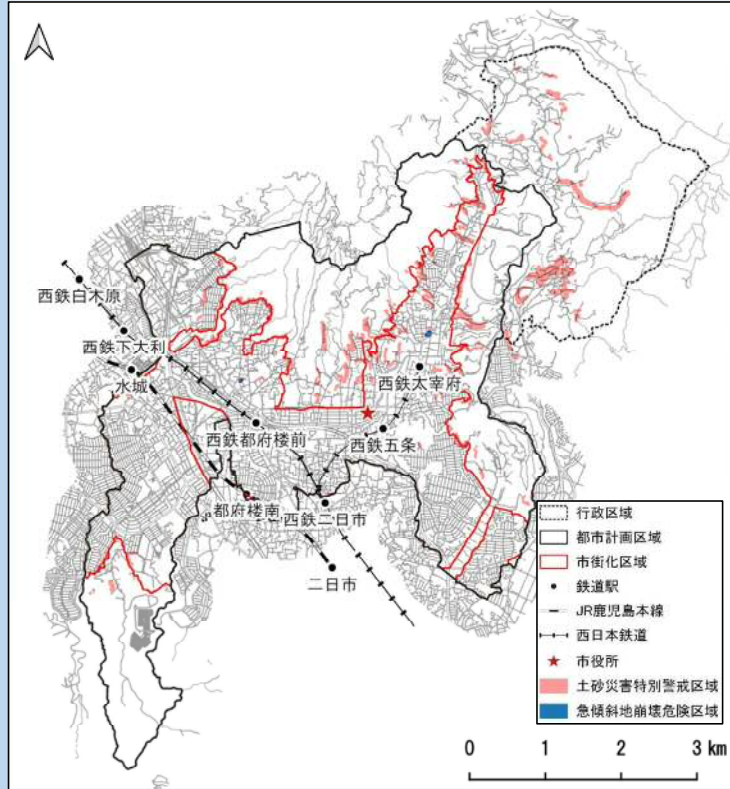 西鉄白木原
西鉄下大利
水城
西鉄太宰府
西鉄都府楼前
西鉄五条
都府楼南
西鉄二日市
二日市
行政区域
都市計画区域
市街化区域
鉄道駅
JR鹿児島本線
西日本鉄道
市役所
土砂災害特別警戒区域
急傾斜地崩壊危険区域
0 1 2 3 km